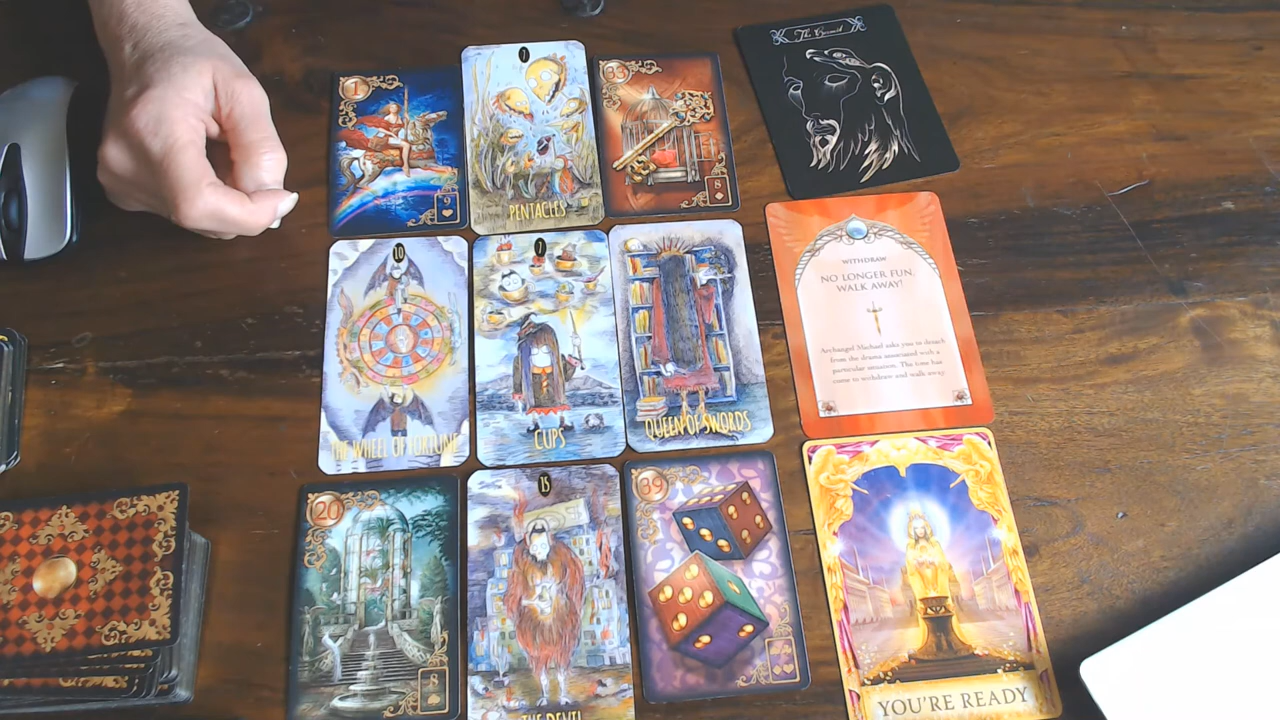 1
9
7
PENTACLES
33
8
The Hermit
10
THE WHEEL OF FORTUNE
7
CUPS
QUEEN OF SWORDS
WITHDRAW
NO LONGER FUN,
WALK AWAY!
Archangel Michael asks you to detach
from the drama associated with a
particular situation. The time has
come to withdraw and walk away.
20
8
15
THE DEVIL
39
YOU'RE READY